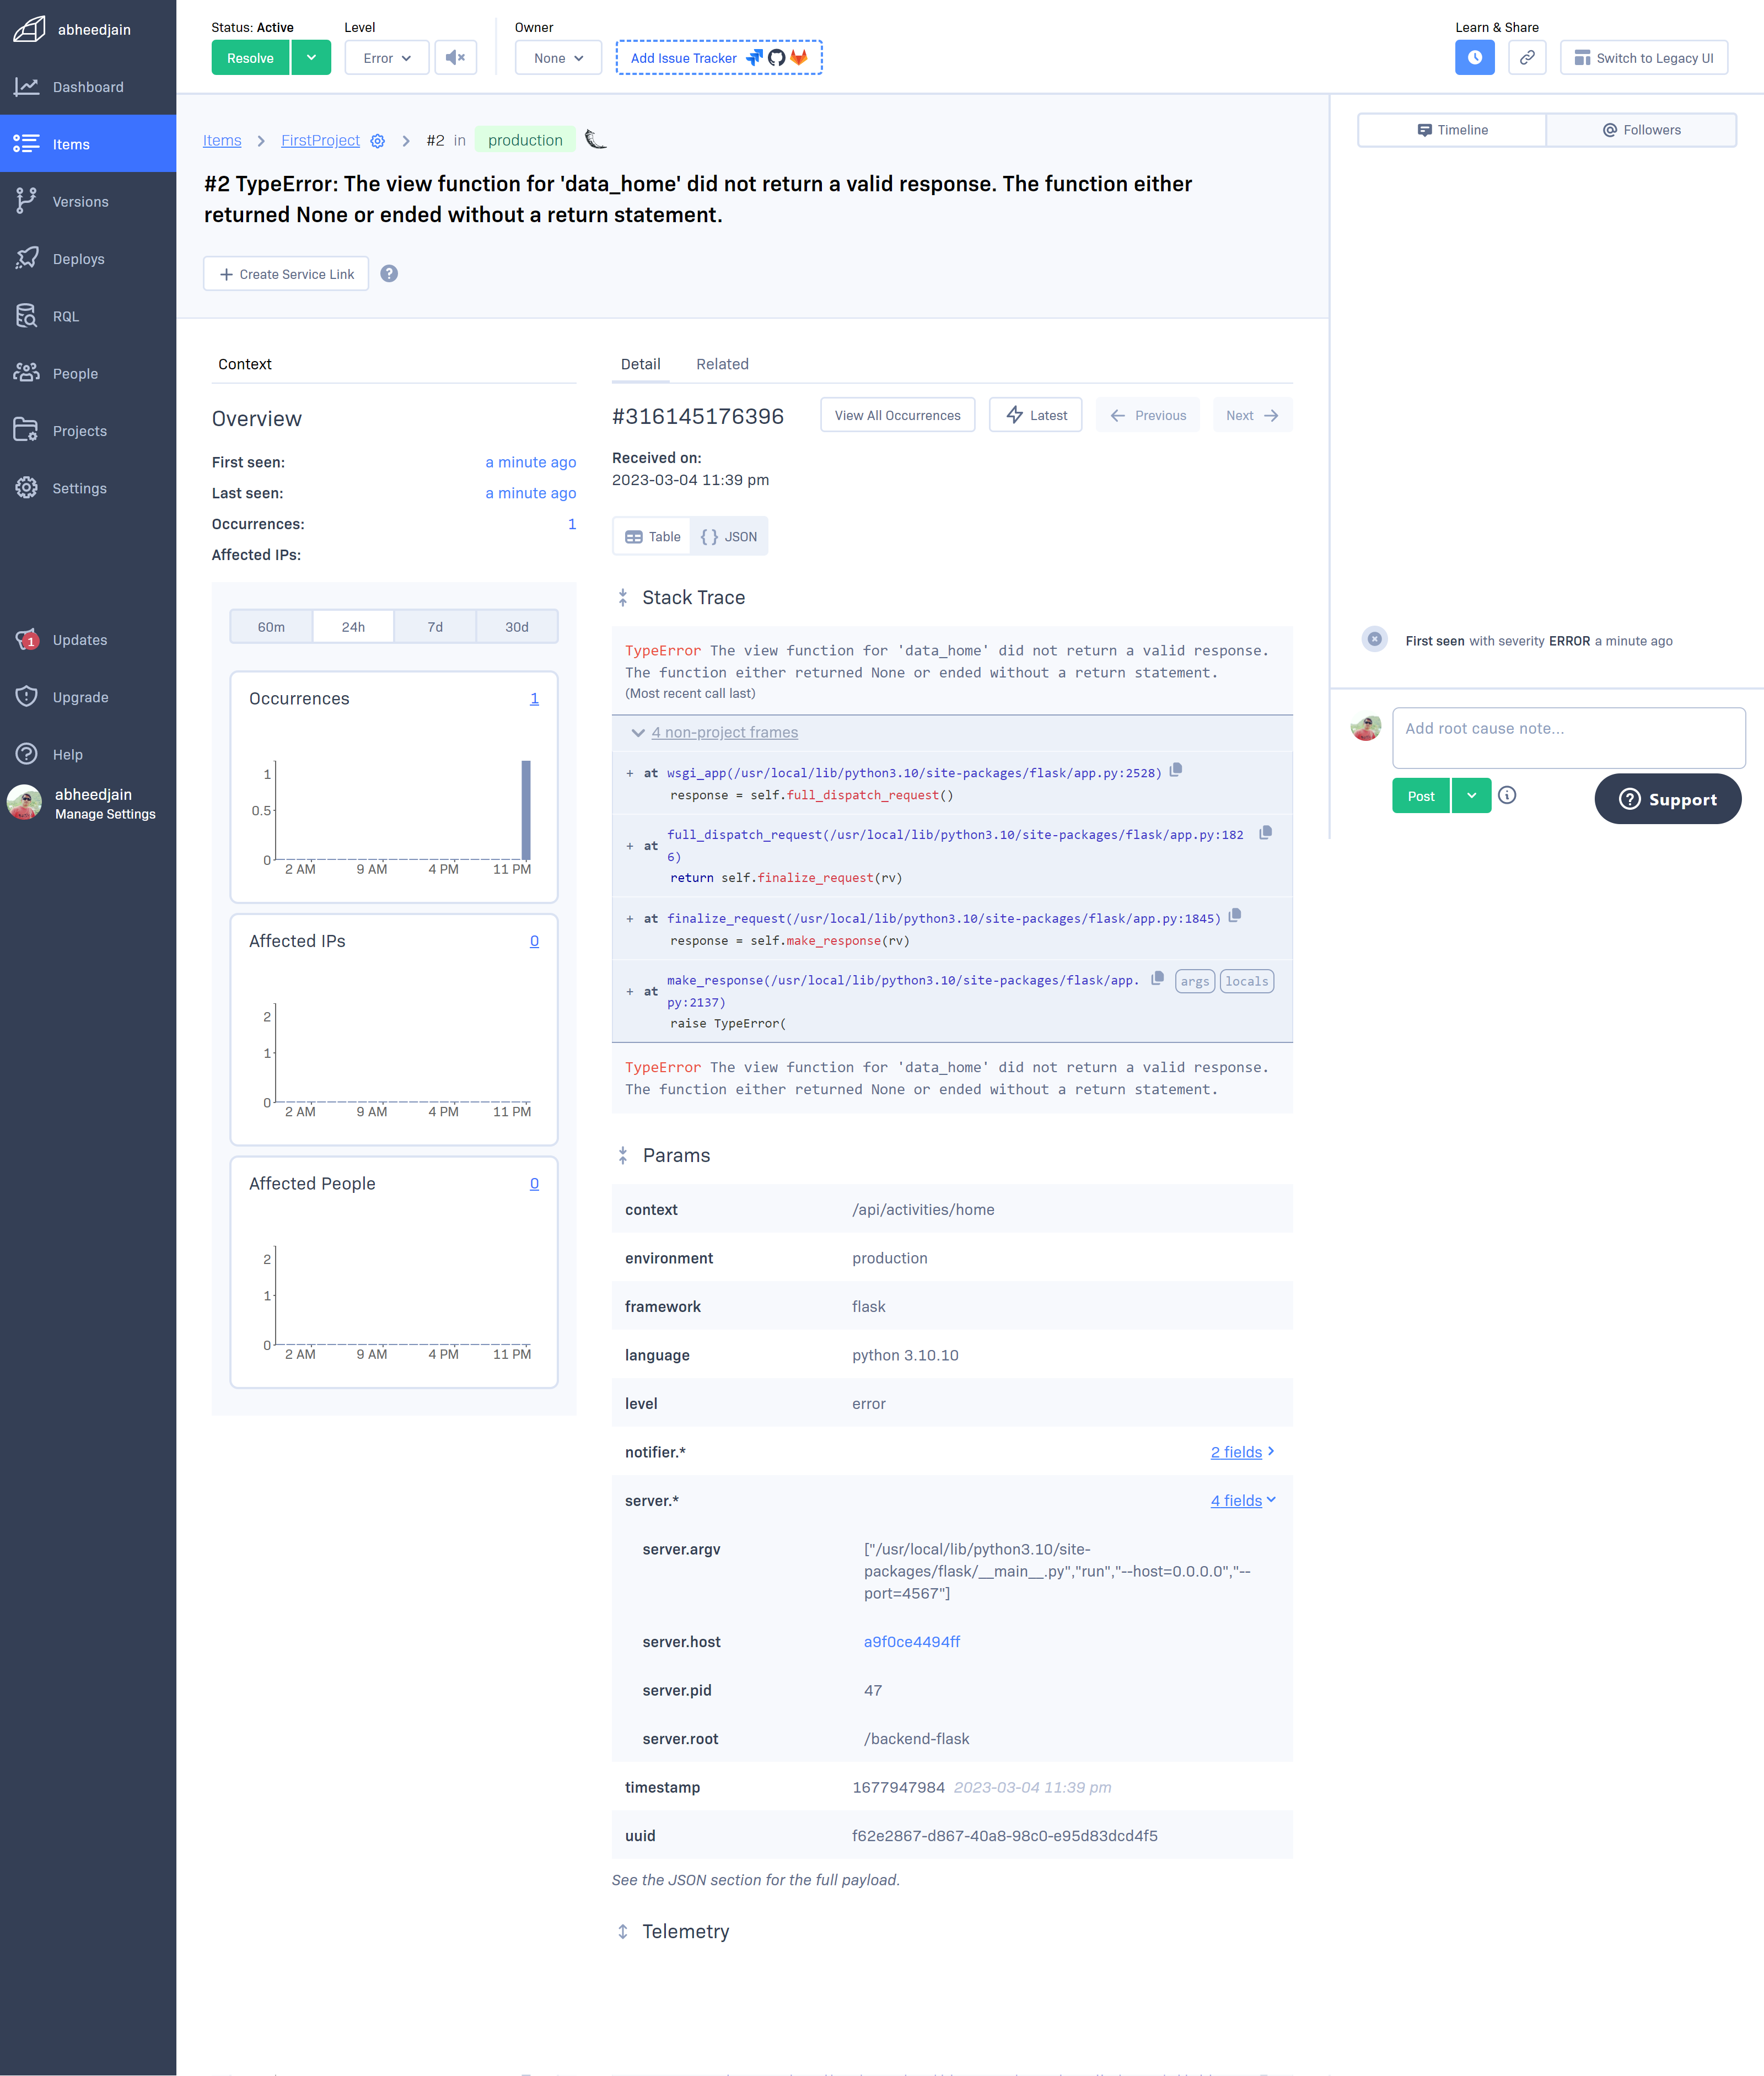 abheedjain
Dashboard
Items
Versions
Deploys
RQL
People
Projects
Settings
1
Updates
Upgrade
Help
abheedjain
Manage Settings
Status: Active
Level
Owner
Learn & Share
Resolve
Error
None
Add Issue Tracker
Switch to Legacy UI
Items
FirstProject
#2 in
production
#2 TypeError: The view function for 'data_home' did not return a valid response. The function either
returned None or ended without a return statement.
Create Service Link
?
Context
Overview
First seen: a minute ago
Last seen: a minute ago
Occurrences: 1
Affected IPs:
60m 24h 7d 30d
Occurrences 1
1
0.5
0
2 AM 9 AM 4 PM 11 PM
Affected IPs 0
2
1
0
2 AM 9 AM 4 PM 11 PM
Affected People 0
2
1
0
2 AM 9 AM 4 PM 11 PM
Detail Related
#316145176396
View All Occurrences
Latest
Previous
Next
Received on:
2023-03-04 11:39 pm
Table
{ } JSON
Stack Trace
TypeError The view function for 'data_home' did not return a valid response.
The function either returned None or ended without a return statement.
(Most recent call last)
4 non-project frames
+ at wsgi_app(/usr/local/lib/python3.10/site-packages/flask/app.py:2528)
response = self.full_dispatch_request()
+ at full_dispatch_request(/usr/local/lib/python3.10/site-packages/flask/app.py:182
6)
return self.finalize_request(rv)
+ at finalize_request(/usr/local/lib/python3.10/site-packages/flask/app.py:1845)
response = self.make_response(rv)
+ at make_response(/usr/local/lib/python3.10/site-packages/flask/app.
py:2137)
args locals
raise TypeError(
TypeError The view function for 'data_home' did not return a valid response.
The function either returned None or ended without a return statement.
Params
context /api/activities/home
environment production
framework flask
language python 3.10.10
level error
notifier.* 2 fields
server.* 4 fields
server.argv ["/usr/local/lib/python3.10/site-
packages/flask/__main__.py","run","--host=0.0.0.0","--
port=4567"]
server.host a9f0ce4494ff
server.pid 47
server.root /backend-flask
timestamp 1677947984 2023-03-04 11:39 pm
uuid f62e2867-d867-40a8-98c0-e95d83dcd4f5
See the JSON section for the full payload.
Telemetry
Timeline
Followers
First seen with severity ERROR a minute ago
Add root cause note...
Post
Support